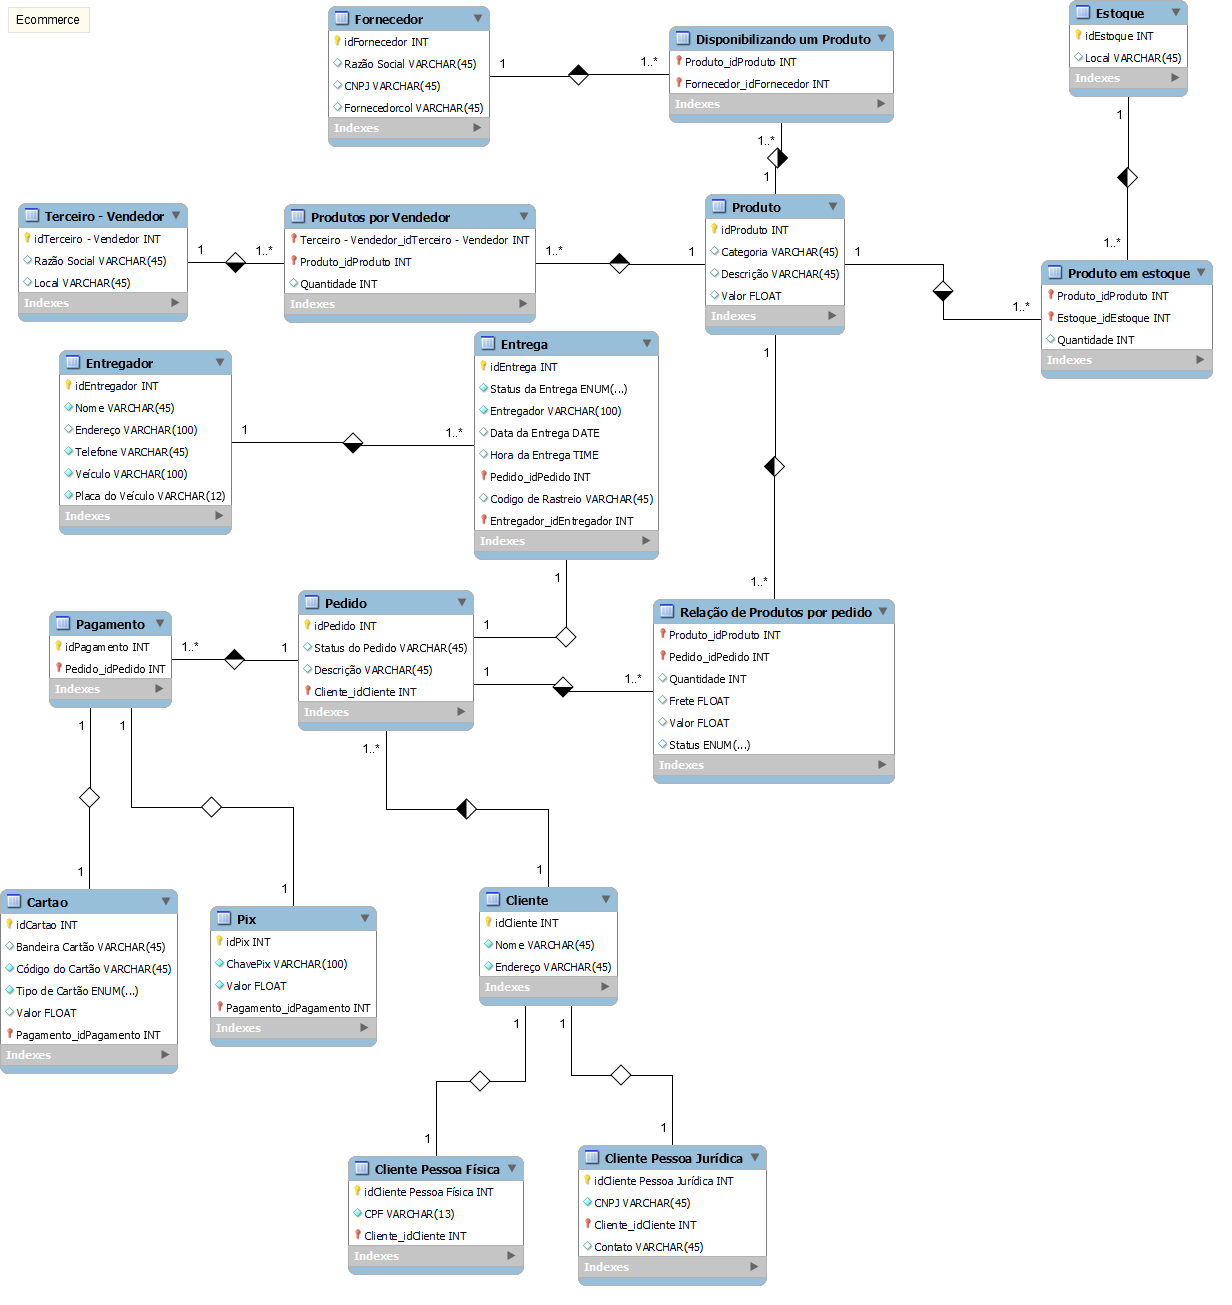 Ecommerce
Fornecedor
idFornecedor INT
Razão Social VARCHAR(45)
CNPJ VARCHAR(45)
Fornecedorcol VARCHAR(45)
Indexes
1
1..*
Disponibilizando um Produto
Produto_idProduto INT
Fornecedor_idFornecedor INT
Indexes
1..*
1
Estoque
idEstoque INT
Local VARCHAR(45)
Indexes
1
1..*
Terceiro - Vendedor
idTerceiro - Vendedor INT
Razão Social VARCHAR(45)
Local VARCHAR(45)
Indexes
1
1..*
Produtos por Vendedor
Terceiro - Vendedor_idTerceiro - Vendedor INT
Produto_idProduto INT
Quantidade INT
Indexes
1..*
1
Produto
idProduto INT
Categoria VARCHAR(45)
Descrição VARCHAR(45)
Valor FLOAT
Indexes
1
1..*
Produto em estoque
Produto_idProduto INT
Estoque_idEstoque INT
Quantidade INT
Indexes
1
1..*
Entregador
idEntregador INT
Nome VARCHAR(45)
Endereço VARCHAR(100)
Telefone VARCHAR(45)
Veículo VARCHAR(100)
Placa do Veículo VARCHAR(12)
Indexes
1
1..*
Entrega
idEntrega INT
Status da Entrega ENUM(...)
Entregador VARCHAR(100)
Data da Entrega DATE
Hora da Entrega TIME
Pedido_idPedido INT
Codigo de Rastreio VARCHAR(45)
Entregador_idEntregador INT
Indexes
1
1
Pagamento
idPagamento INT
Pedido_idPedido INT
Indexes
1..*
1
Pedido
idPedido INT
Status do Pedido VARCHAR(45)
Descrição VARCHAR(45)
Cliente_idCliente INT
Indexes
1
1..*
Relação de Produtos por pedido
Produto_idProduto INT
Pedido_idPedido INT
Quantidade INT
Frete FLOAT
Valor FLOAT
Status ENUM(...)
Indexes
1
1
1..*
1
1
1
Cartao
idCartao INT
Bandeira Cartão VARCHAR(45)
Código do Cartão VARCHAR(45)
Tipo de Cartão ENUM(...)
Valor FLOAT
Pagamento_idPagamento INT
Indexes
Pix
idPix INT
ChavePix VARCHAR(100)
Valor FLOAT
Pagamento_idPagamento INT
Indexes
Cliente
idCliente INT
Nome VARCHAR(45)
Endereço VARCHAR(45)
Indexes
1
1
1
1
Cliente Pessoa Física
idCliente Pessoa Física INT
CPF VARCHAR(13)
Cliente_idCliente INT
Indexes
Cliente Pessoa Jurídica
idCliente Pessoa Jurídica INT
CNPJ VARCHAR(45)
Cliente_idCliente INT
Contato VARCHAR(45)
Indexes